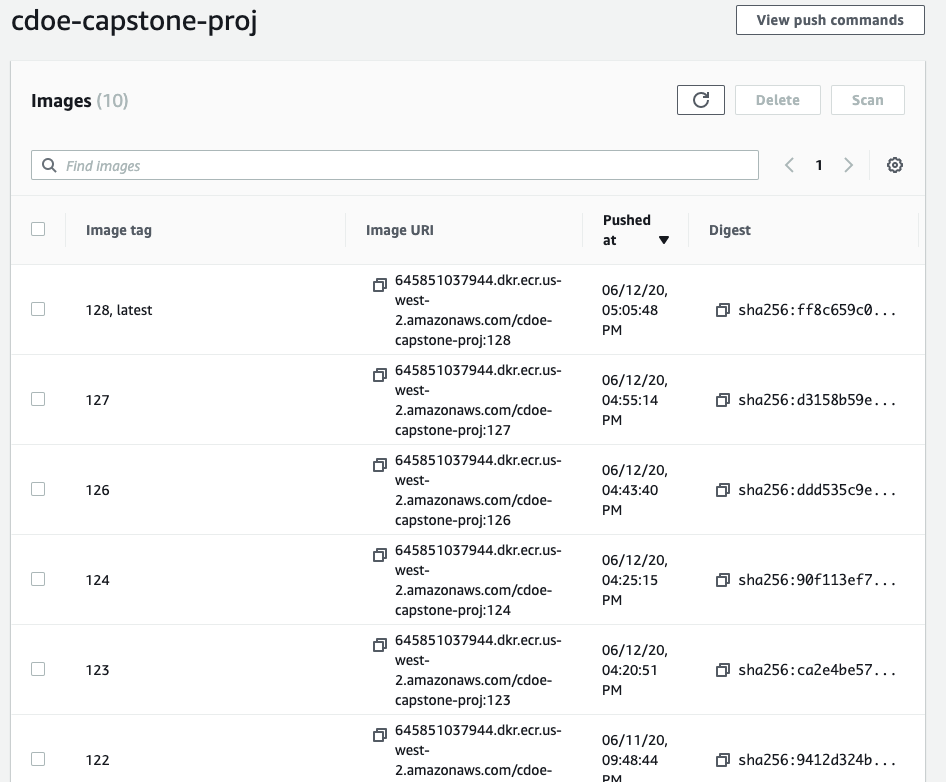 cdoe-capstone-proj
View push commands
Images (10)
Delete
Scan
Find images
1
Image tag
Image URI
Pushed
at
Digest
128, latest
645851037944.dkr.ecr.us-
west-
2.amazonaws.com/cdoe-
capstone-proj:128
06/12/20,
05:05:48
PM
sha256:ff8c659c0...
127
645851037944.dkr.ecr.us-
west-
2.amazonaws.com/cdoe-
capstone-proj:127
06/12/20,
04:55:14
PM
sha256:d3158b59e...
126
645851037944.dkr.ecr.us-
west-
2.amazonaws.com/cdoe-
capstone-proj:126
06/12/20,
04:43:40
PM
sha256:ddd535c9e...
124
645851037944.dkr.ecr.us-
west-
2.amazonaws.com/cdoe-
capstone-proj:124
06/12/20,
04:25:15
PM
sha256:90f113ef7...
123
645851037944.dkr.ecr.us-
west-
2.amazonaws.com/cdoe-
capstone-proj:123
06/12/20,
04:20:51
PM
sha256:ca2e4be57...
122
645851037944.dkr.ecr.us-
west-
2.amazonaws.com/cdoe-
06/11/20,
09:48:44
PM
sha256:9412d324b...